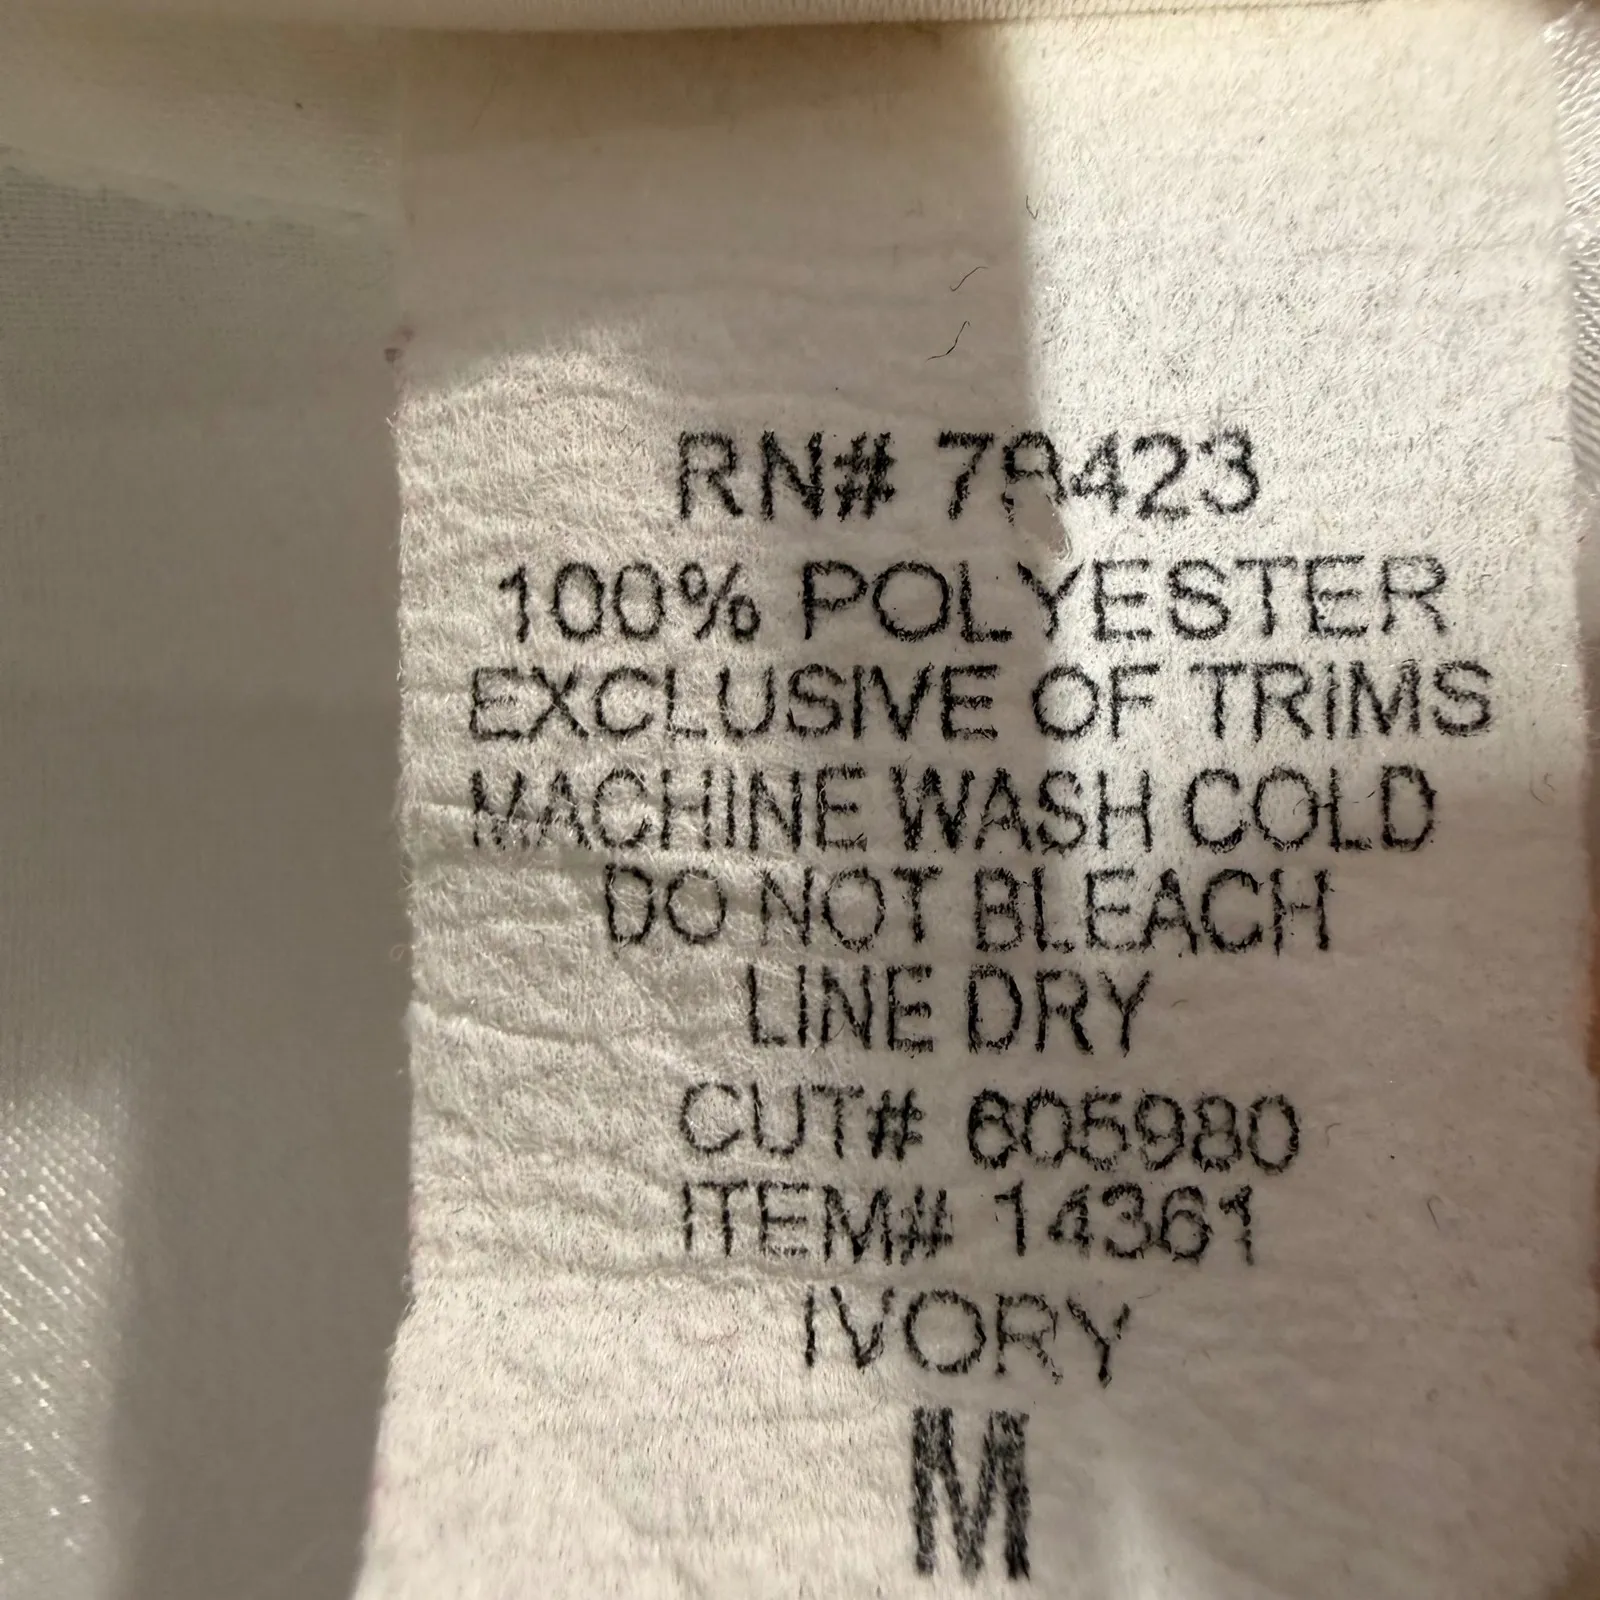 RN# 79423
100% POLYESTER
EXCLUSIVE OF TRIMS
MACHINE WASH COLD
DO NOT BLEACH
LINE DRY
CUT# 605980
ITEM# 14361
IVORY
M